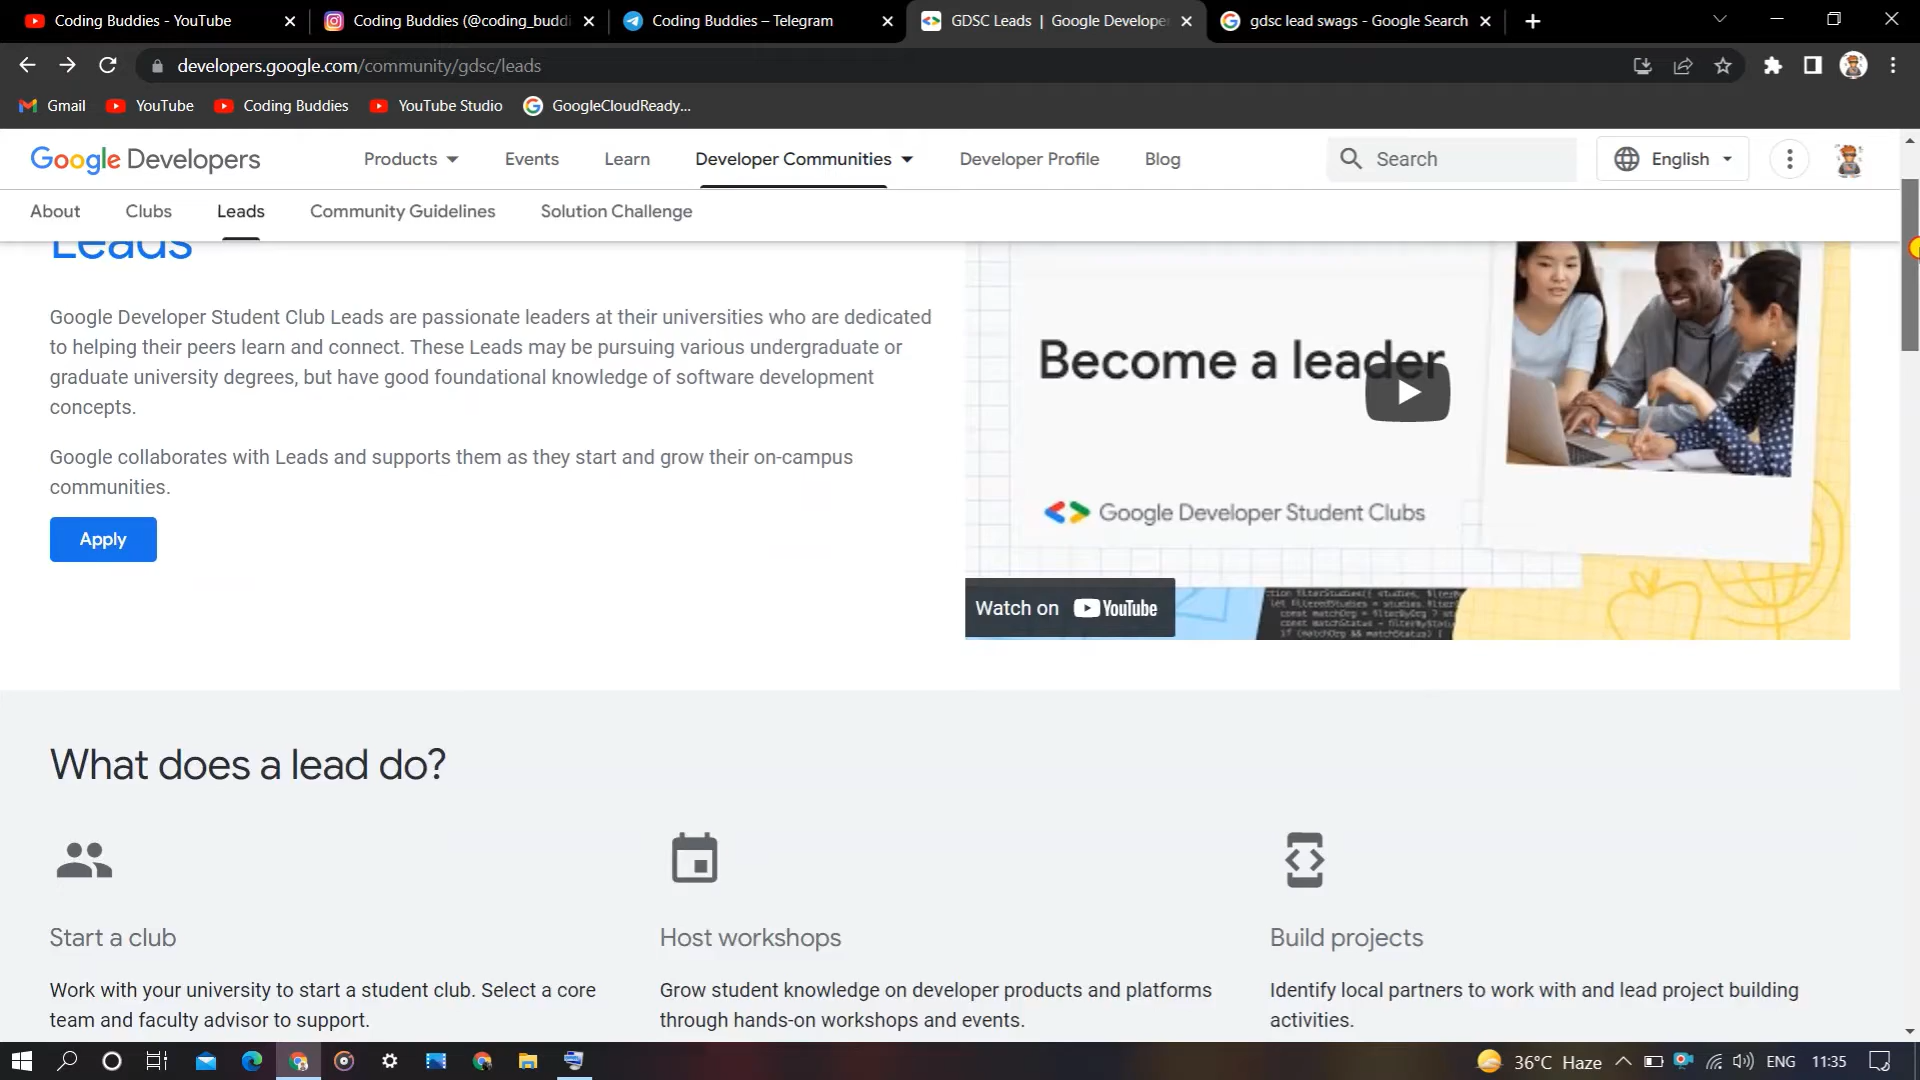 Coding Buddies - YouTube
Coding Buddies (@coding_buddi
Coding Buddies – Telegram
GDSC Leads | Google Developer
gdsc lead swags - Google Search
developers.google.com/community/gdsc/leads
Gmail
YouTube
Coding Buddies
YouTube Studio
GoogleCloudReady...
Google Developers
Products
Events
Learn
Developer Communities
Developer Profile
Blog
Search
English
About
Clubs
Leads
Community Guidelines
Solution Challenge
Leads
Google Developer Student Club Leads are passionate leaders at their universities who are dedicated
to helping their peers learn and connect. These Leads may be pursuing various undergraduate or
graduate university degrees, but have good foundational knowledge of software development
concepts.
Google collaborates with Leads and supports them as they start and grow their on-campus
communities.
Apply
Become a leader
Google Developer Student Clubs
Watch on YouTube
What does a lead do?
Start a club
Work with your university to start a student club. Select a core
team and faculty advisor to support.
Host workshops
Grow student knowledge on developer products and platforms
through hands-on workshops and events.
Build projects
Identify local partners to work with and lead project building
activities.
36°C Haze
ENG
11:35